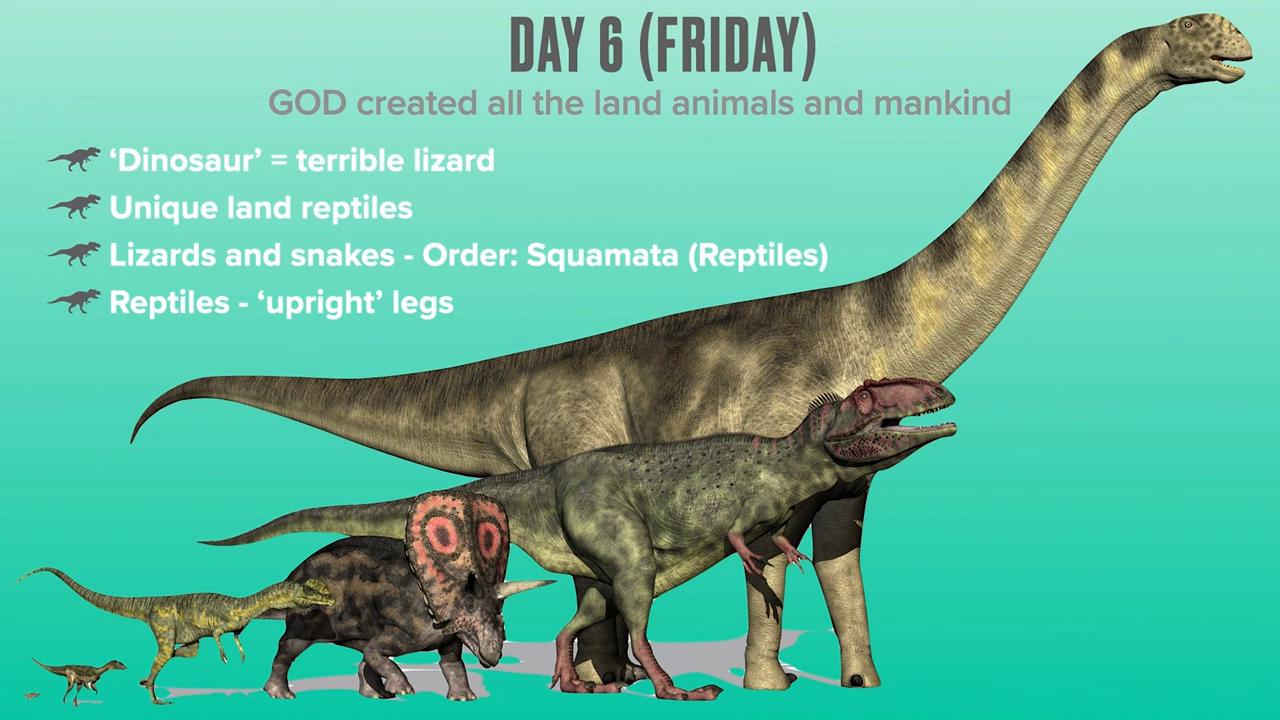 DAY 6 (FRIDAY)
GOD created all the land animals and mankind
‘Dinosaur’ = terrible lizard
Unique land reptiles
Lizards and snakes - Order: Squamata (Reptiles)
Reptiles - ‘upright’ legs